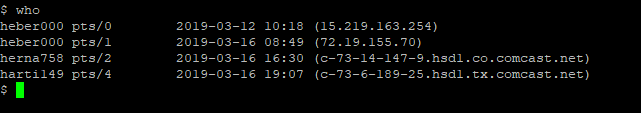 $ who
heber000 pts/0        2019-03-12 10:18 (15.219.163.254)
heber000 pts/1        2019-03-16 08:49 (72.19.155.70)
herna758 pts/2        2019-03-16 16:30 (c-73-14-147-9.hsd1.co.comcast.net)
harti149 pts/4        2019-03-16 19:07 (c-73-6-189-25.hsd1.tx.comcast.net)
$